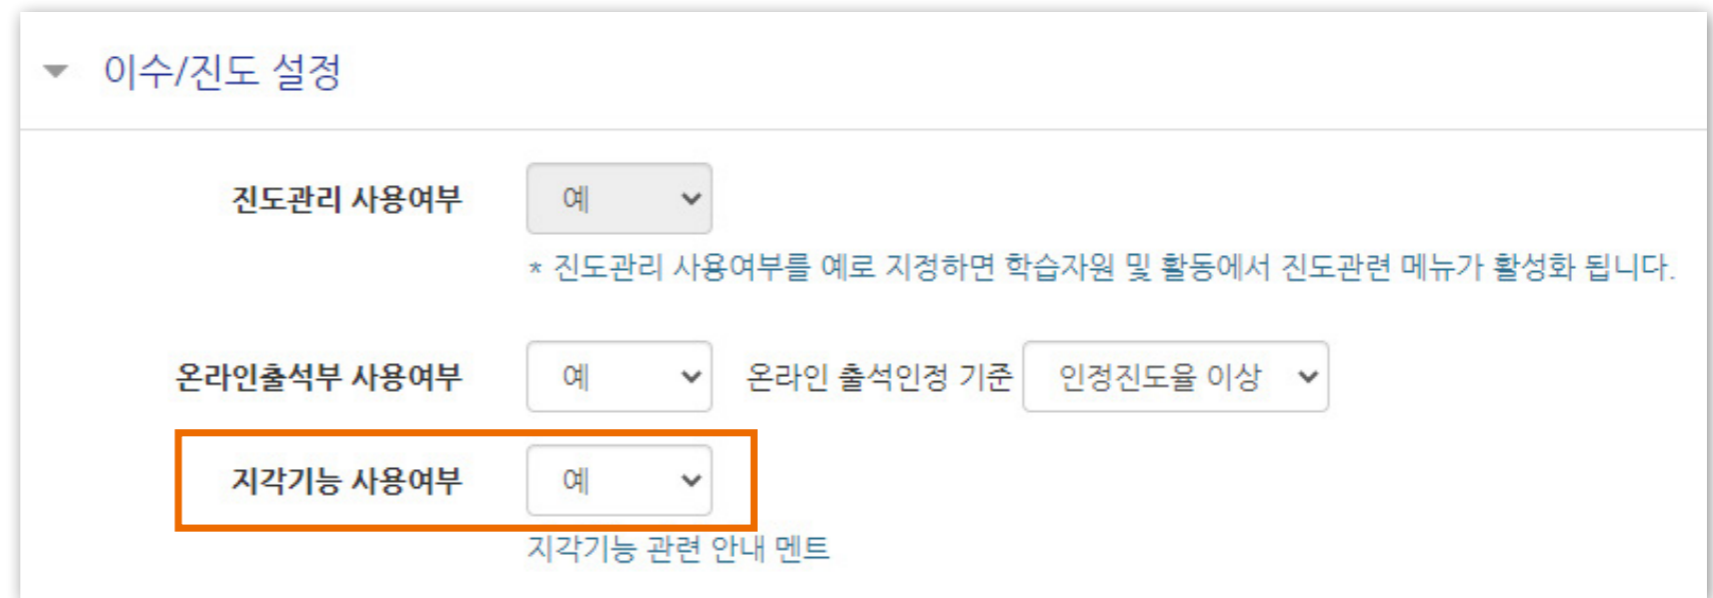 이수/진도 설정
진도관리 사용여부 예
* 진도관리 사용여부를 예로 지정하면 학습자원 및 활동에서 진도관련 메뉴가 활성화 됩니다.
온라인출석부 사용여부 예 온라인 출석인정 기준 인정진도율 이상
지각기능 사용여부 예
지각기능 관련 안내 멘트